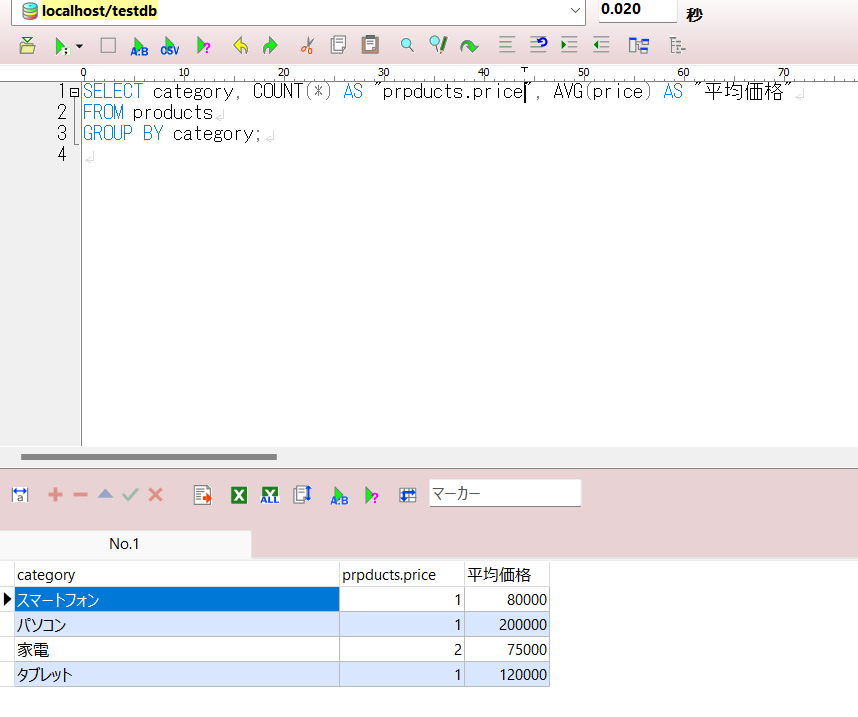 localhost/testdb 0.020 秒
A:B CSV
0 10 20 30 40 50 60 70
1 SELECT category, COUNT(*) AS "prpducts.price", AVG(price) AS "平均価格"
2 FROM products
3 GROUP BY category;
4
a ALL A:B マーカー
No.1
category prpducts.price 平均価格
スマートフォン 1 80000
パソコン 1 200000
家電 2 75000
タブレット 1 120000